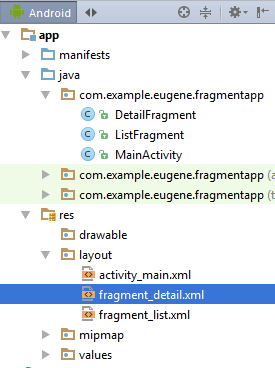 Android
app
manifests
java
com.example.eugene.fragmentapp
DetailFragment
ListFragment
MainActivity
com.example.eugene.fragmentapp (a
com.example.eugene.fragmentapp (t
res
drawable
layout
activity_main.xml
fragment_detail.xml
fragment_list.xml
mipmap
values